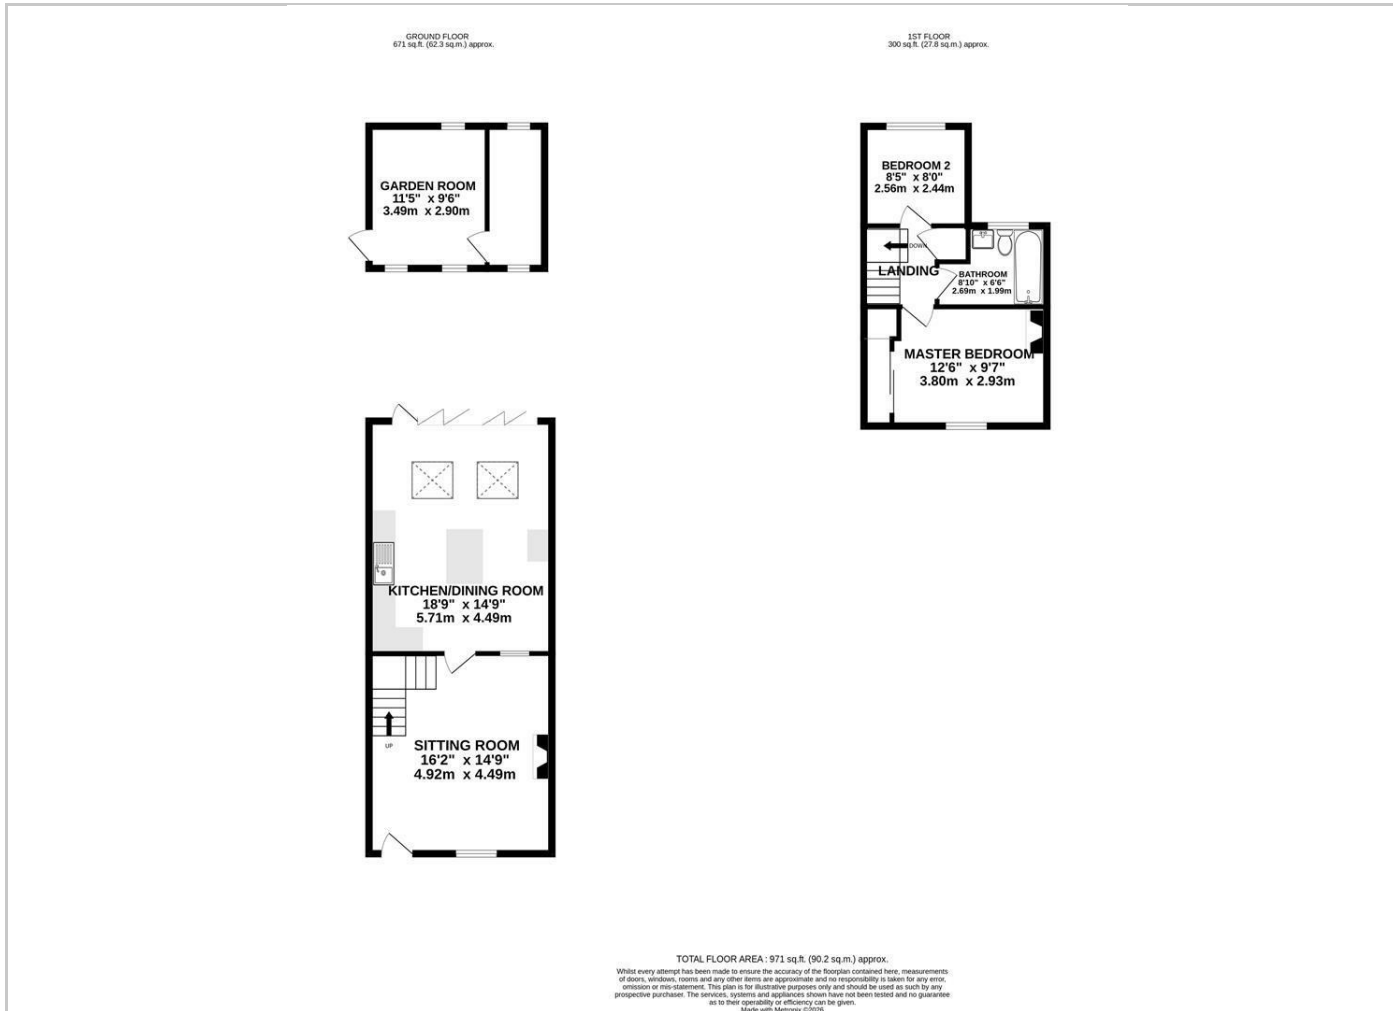 GROUND FLOOR
671 sq.ft. (62.3 sq.m.) approx.
1ST FLOOR
300 sq.ft. (27.8 sq.m.) approx.
GARDEN ROOM
11'5" x 9'6"
3.49m x 2.90m
BEDROOM 2
8'5" x 8'0"
2.56m x 2.44m
DOWN
LANDING
BATHROOM
8'10" x 6'6"
2.69m x 1.99m
MASTER BEDROOM
12'6" x 9'7"
3.80m x 2.93m
KITCHEN/DINING ROOM
18'9" x 14'9"
5.71m x 4.49m
UP
SITTING ROOM
16'2" x 14'9"
4.92m x 4.49m
TOTAL FLOOR AREA : 971 sq.ft. (90.2 sq.m.) approx.
Whilst every attempt has been made to ensure the accuracy of the floorplan contained here, measurements
of doors, windows, rooms and any other items are approximate and no responsibility is taken for any error,
omission or mis-statement. This plan is for illustrative purposes only and should be used as such by any
prospective purchaser. The services, systems and appliances shown have not been tested and no guarantee
as to their operability or efficiency can be given.
Made with Metropix ©2026